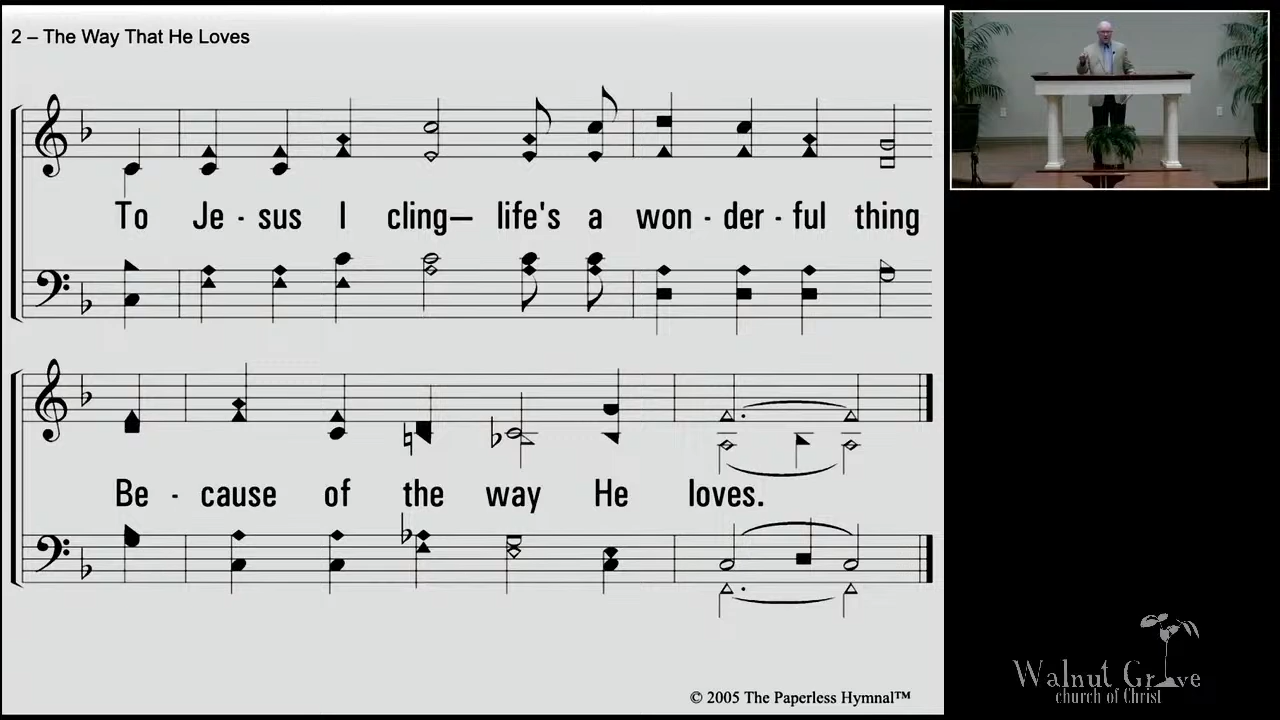 2 – The Way That He Loves
To Je - sus I cling– life's a won - der - ful thing
Be - cause of the way He loves.
© 2005 The Paperless Hymnal™
Walnut Grove
church of Christ